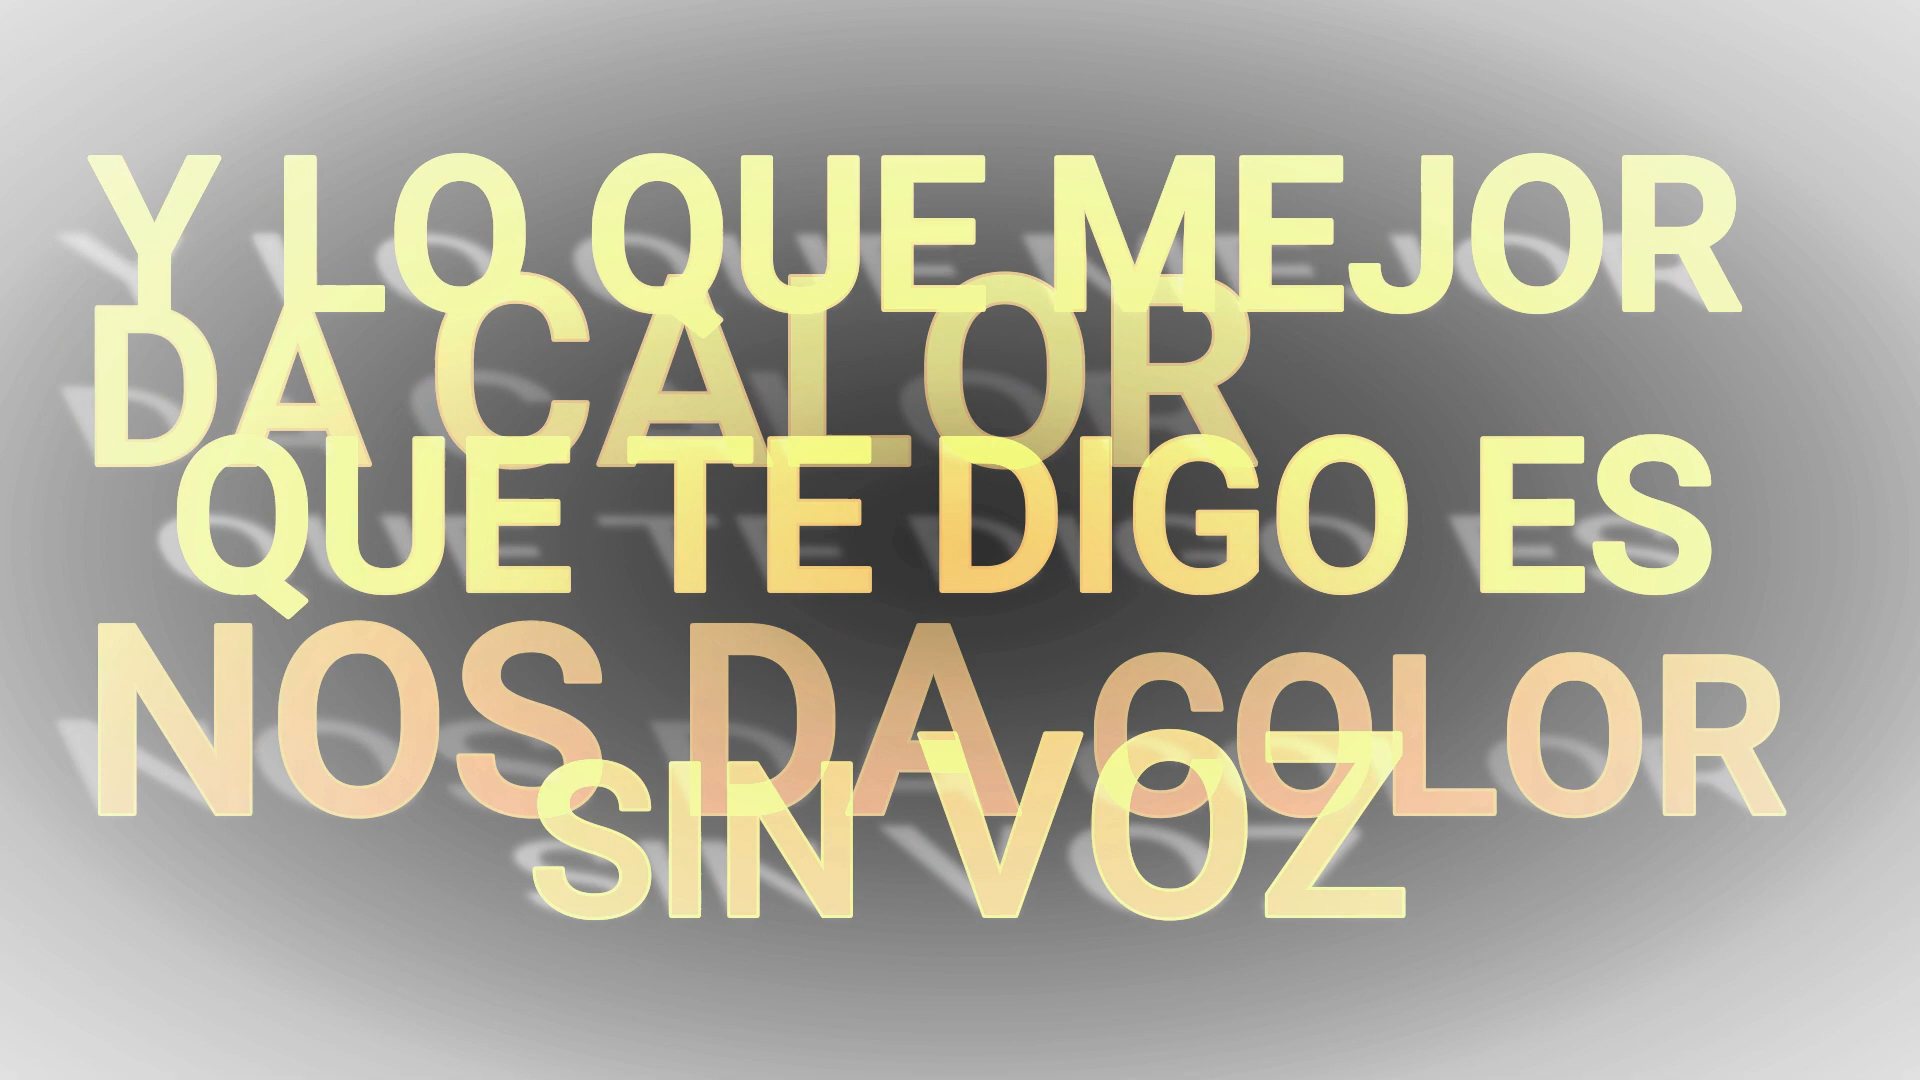 Y LO QUE MEJOR
DA CALOR
QUE TE DIGO ES
NOS DA COLOR
SIN VOZ